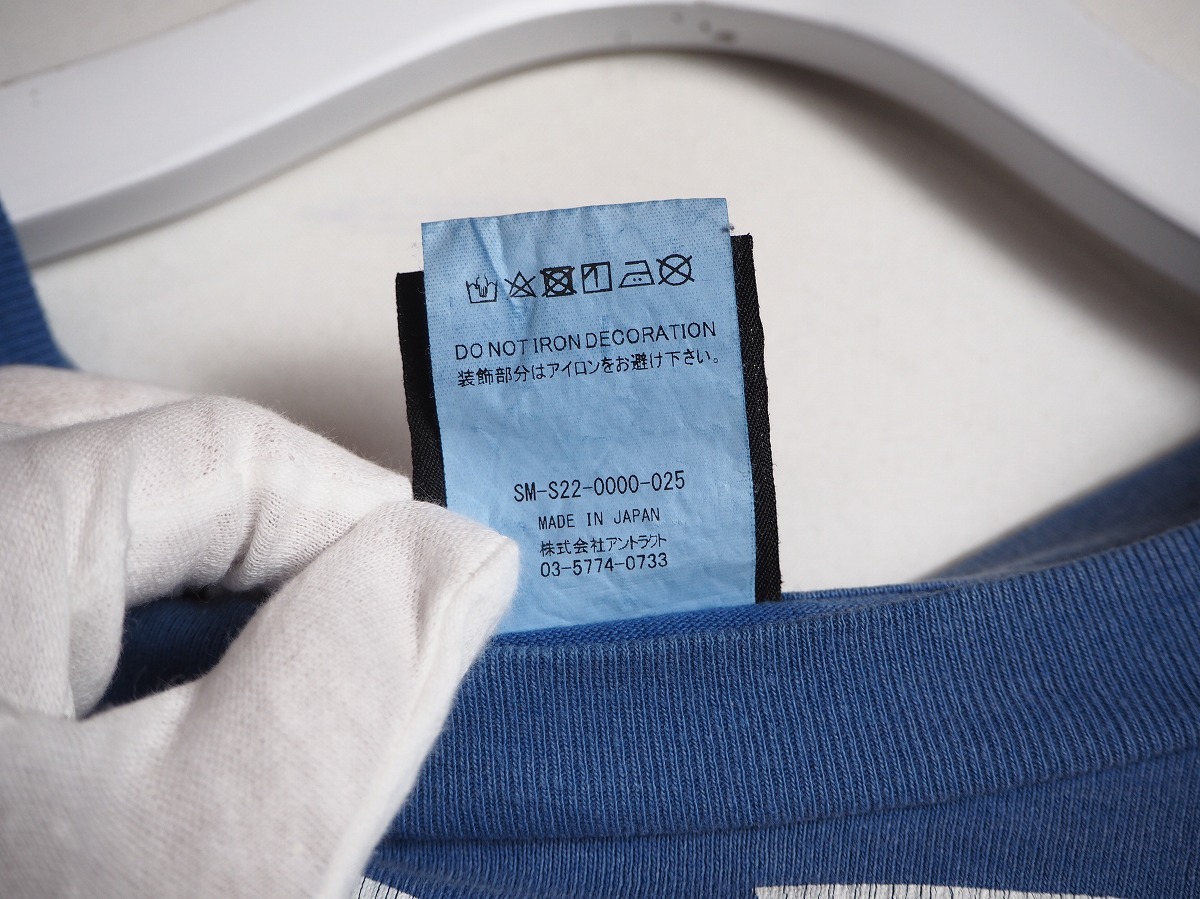 DO NOT IRON DECORATION
装飾部分はアイロンをお避け下さい。
SM-S22-0000-025
MADE IN JAPAN
株式会社アントラクト
03-5774-0733